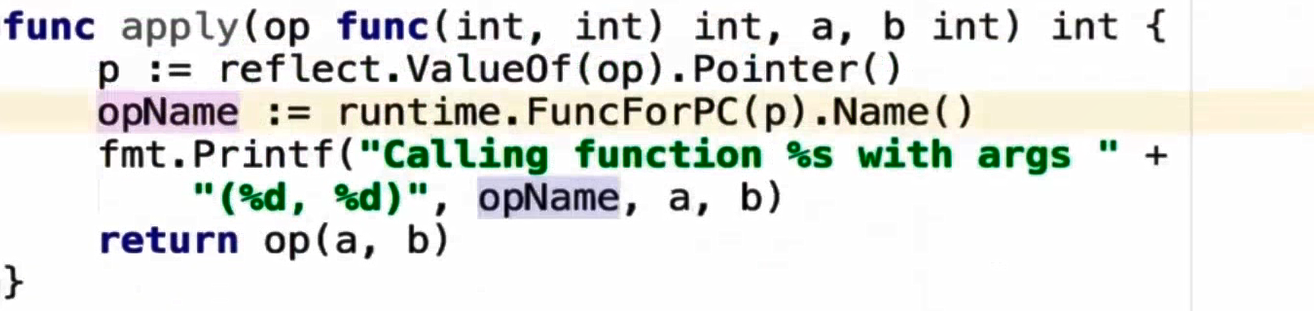 func apply(op func(int, int) int, a, b int) int {
    p := reflect.ValueOf(op).Pointer()
    opName := runtime.FuncForPC(p).Name()
    fmt.Printf("Calling function %s with args " +
        "(%d, %d)", opName, a, b)
    return op(a, b)
}